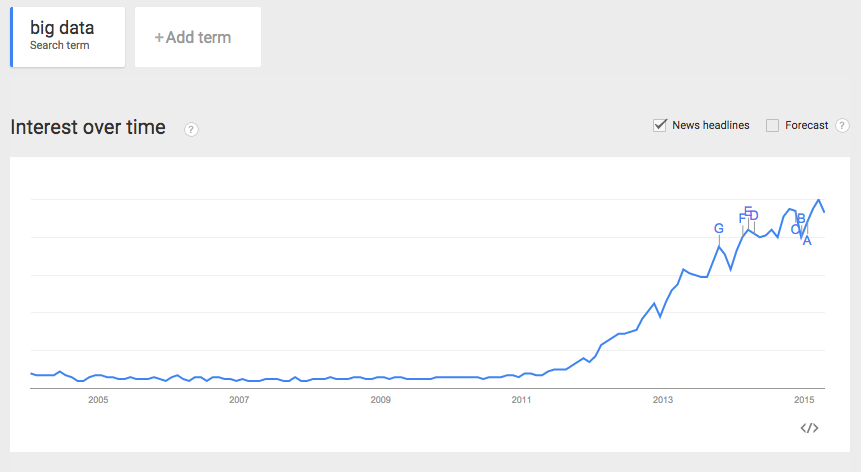 big data
Search term
+Add term
Interest over time ?
News headlines
Forecast ?
G
F
E
D
C
B
A
2005
2007
2009
2011
2013
2015
</>